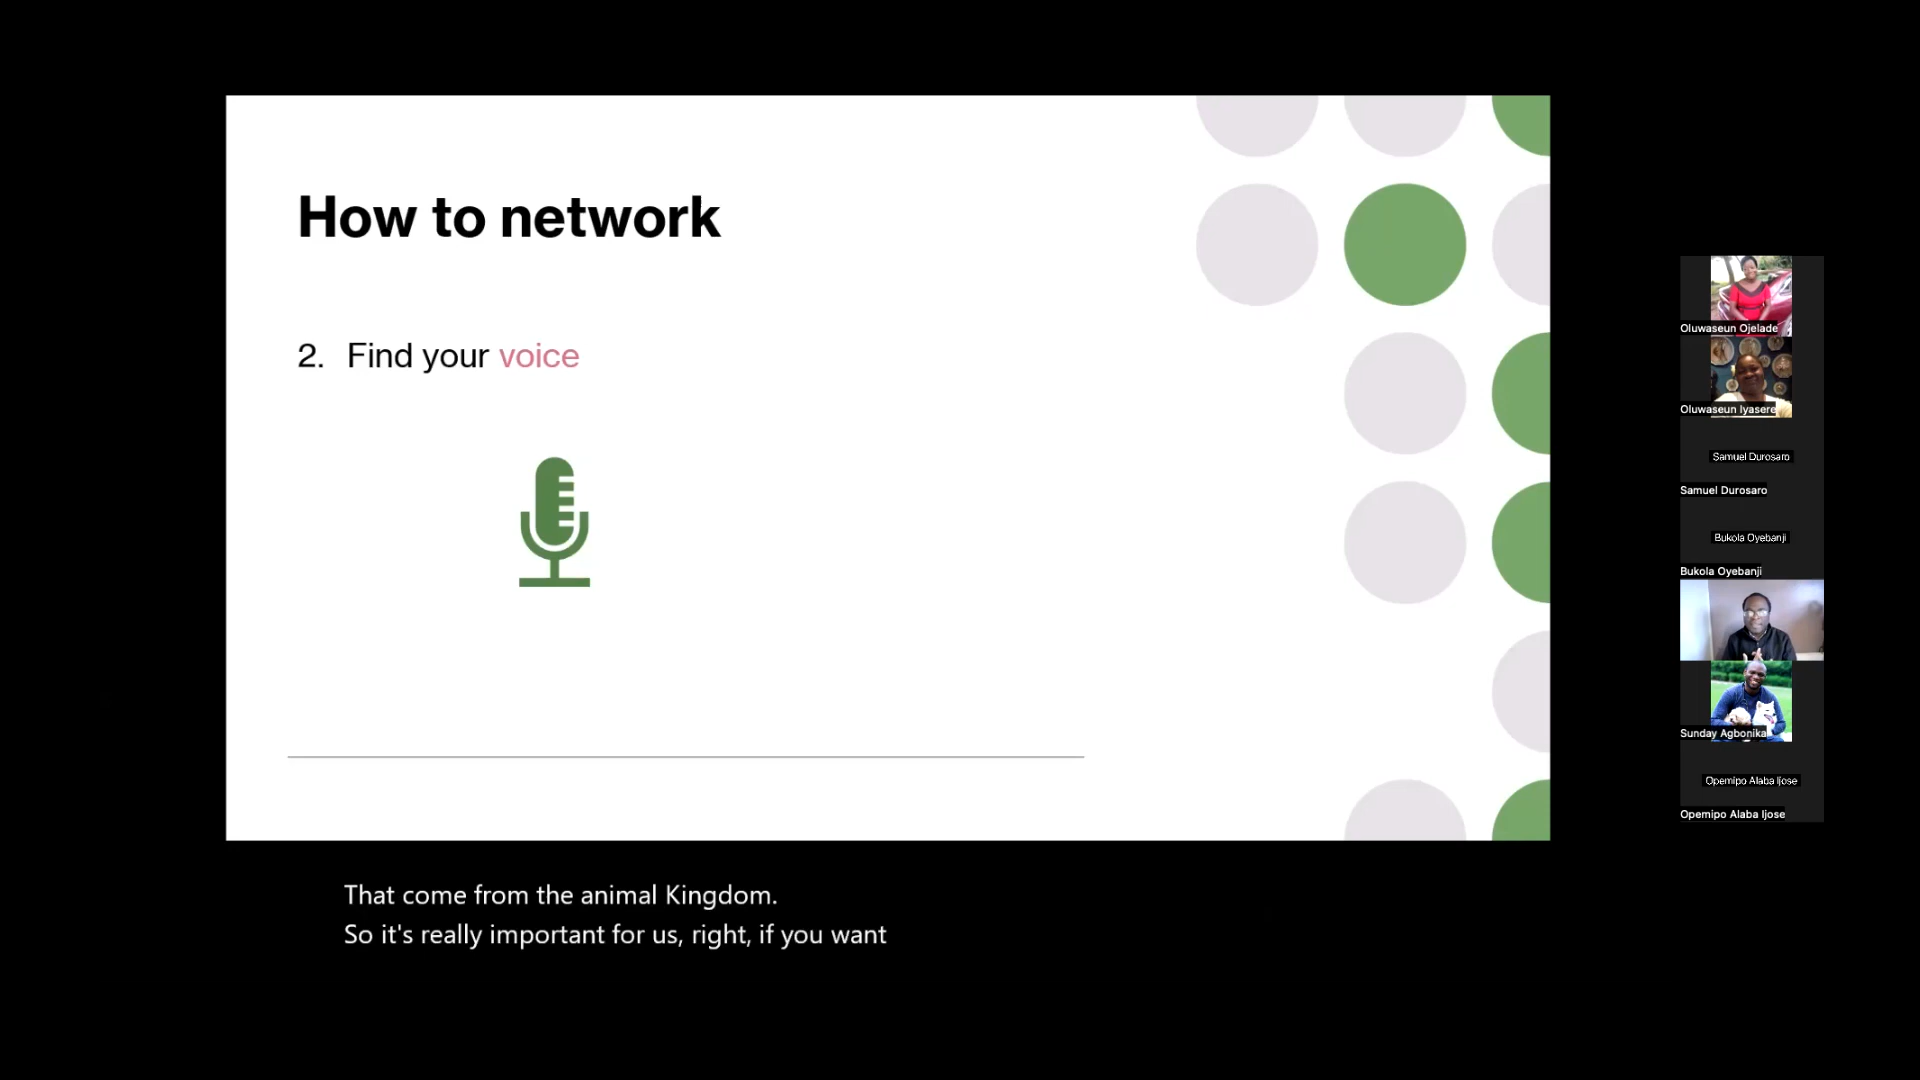 How to network
2. Find your voice
Oluwaseun Ojelade
Oluwaseun Iyasere
Samuel Durosaro
Samuel Durosaro
Bukola Oyebanji
Bukola Oyebanji
Sunday Agbonika
Opemipo Alaba Ijose
Opemipo Alaba Ijose
That come from the animal Kingdom.
So it's really important for us, right, if you want